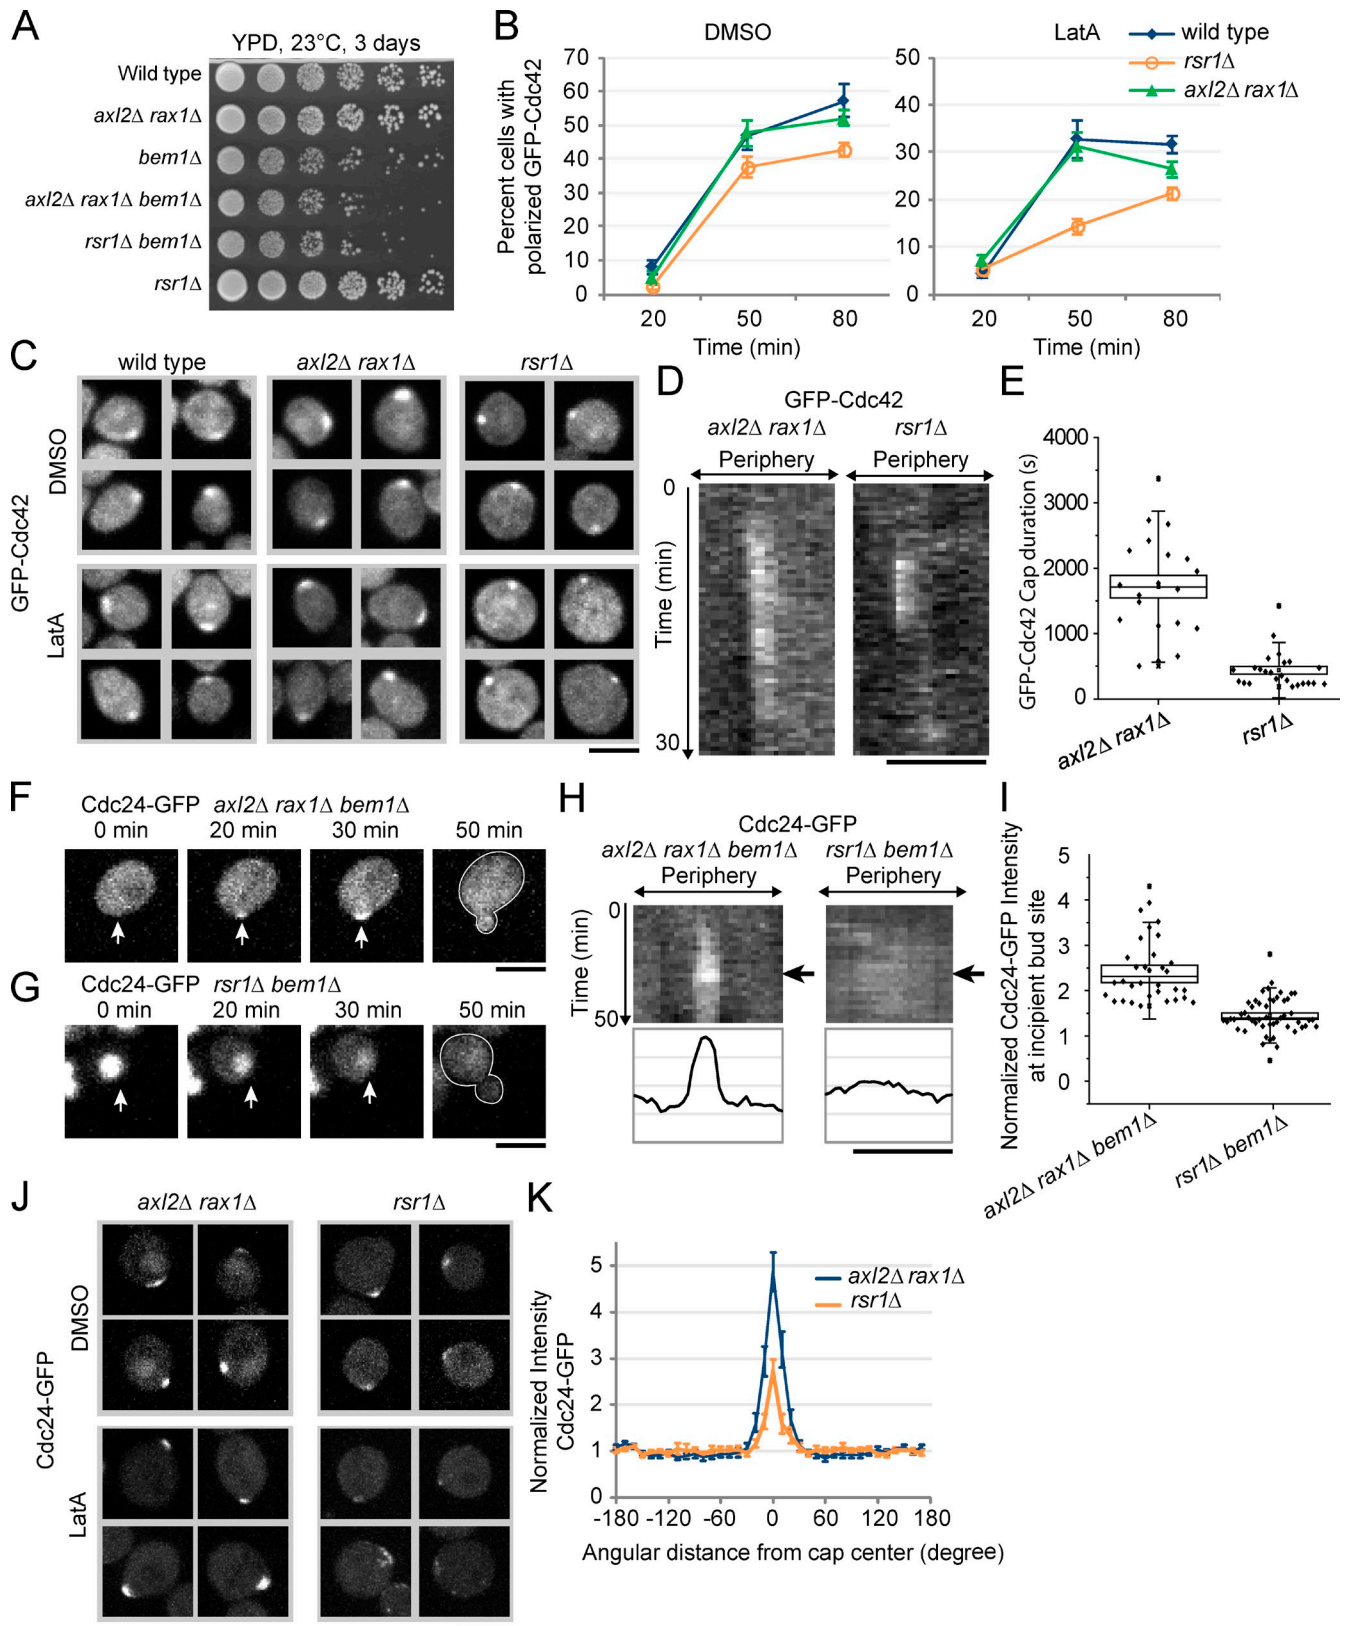 A
YPD, 23°C, 3 days
Wild type
axl2Δ rax1Δ
bem1Δ
axl2Δ rax1Δ bem1Δ
rsr1Δ bem1Δ
rsr1Δ
B
DMSO
LatA
wild type
rsr1Δ
axl2Δ rax1Δ
Percent cells with
polarized GFP-Cdc42
70
60
50
40
30
20
10
0
20 50 80
Time (min)
50
40
30
20
10
0
20 50 80
Time (min)
C
wild type axl2Δ rax1Δ rsr1Δ
GFP-Cdc42
DMSO
LatA
D
GFP-Cdc42
axl2Δ rax1Δ rsr1Δ
Periphery Periphery
0
Time (min)
30
E
GFP-Cdc42 Cap duration (s)
4000
3000
2000
1000
0
axl2Δ rax1Δ
rsr1Δ
F
Cdc24-GFP axl2Δ rax1Δ bem1Δ
0 min 20 min 30 min 50 min
G
Cdc24-GFP rsr1Δ bem1Δ
0 min 20 min 30 min 50 min
H
Cdc24-GFP
axl2Δ rax1Δ bem1Δ rsr1Δ bem1Δ
Periphery Periphery
0
Time (min)
50
I
Normalized Cdc24-GFP Intensity
at incipient bud site
5
4
3
2
1
0
axl2Δ rax1Δ bem1Δ
rsr1Δ bem1Δ
J
axl2Δ rax1Δ rsr1Δ
Cdc24-GFP
DMSO
LatA
K
Normalized Intensity
Cdc24-GFP
5
4
3
2
1
0
axl2Δ rax1Δ
rsr1Δ
-180 -120 -60 0 60 120 180
Angular distance from cap center (degree)